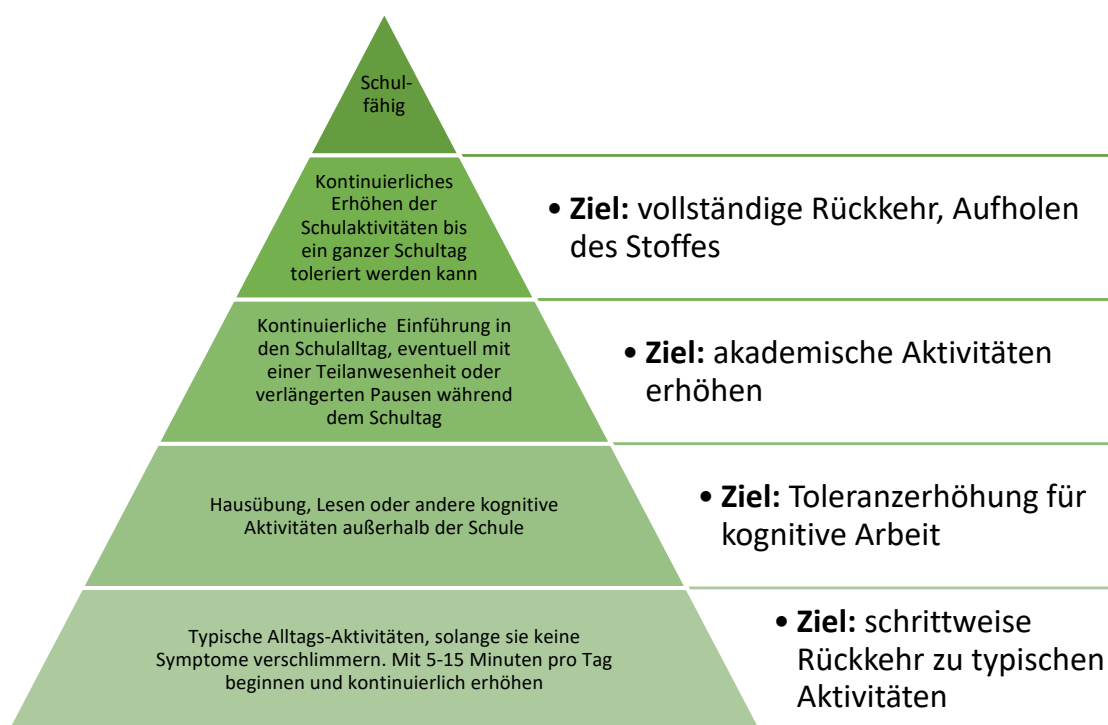 Schul-
fähig
Kontinuierliches
Erhöhen der
Schulaktivitäten bis
ein ganzer Schultag
toleriert werden kann
• Ziel: vollständige Rückkehr, Aufholen
des Stoffes
Kontinuierliche  Einführung in
den Schulalltag, eventuell mit
einer Teilanwesenheit oder
verlängerten Pausen während
dem Schultag
• Ziel: akademische Aktivitäten
erhöhen
Hausübung, Lesen oder andere kognitive
Aktivitäten außerhalb der Schule
• Ziel: Toleranzerhöhung für
kognitive Arbeit
Typische Alltags-Aktivitäten, solange sie keine
Symptome verschlimmern. Mit 5-15 Minuten pro Tag
beginnen und kontinuierlich erhöhen
• Ziel: schrittweise
Rückkehr zu typischen
Aktivitäten